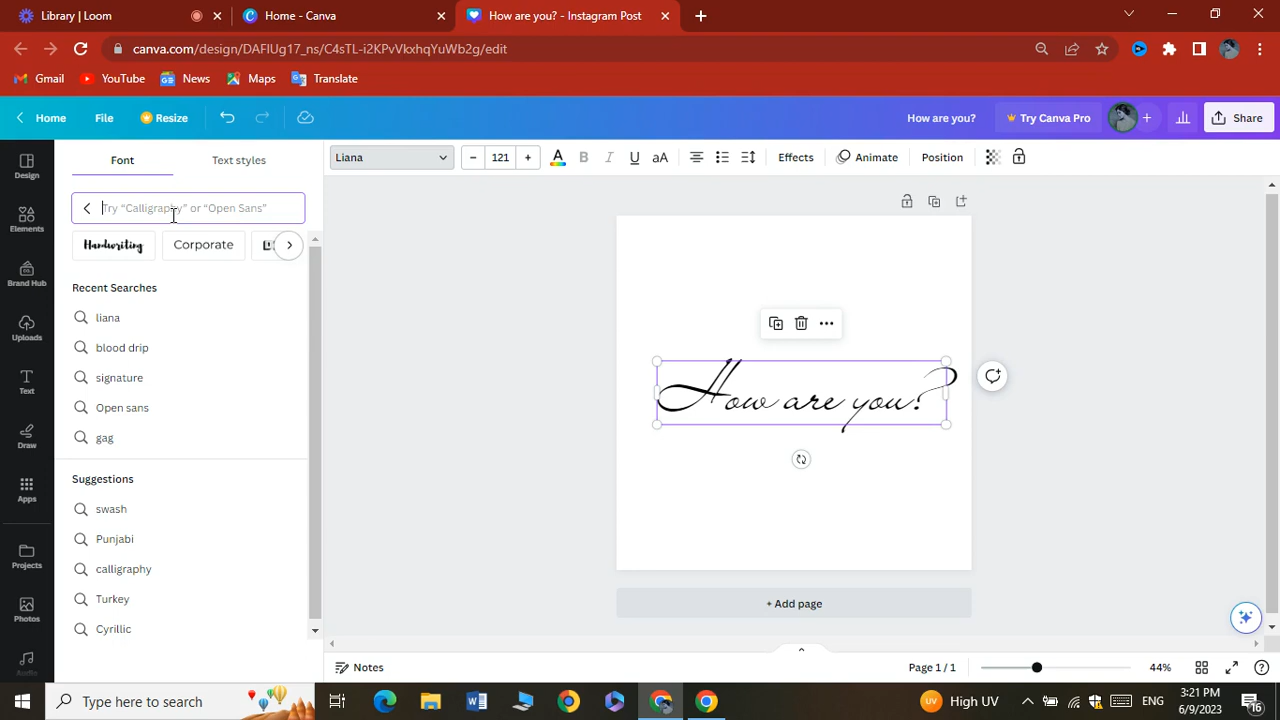 Library | Loom
Home - Canva
How are you? - Instagram Post
canva.com/design/DAFlUg17_ns/C4sTL-i2KPvVkxhqYuWb2g/edit
Gmail
YouTube
News
Maps
Translate
Home
File
Resize
How are you?
Try Canva Pro
Share
Design
Elements
Brand Hub
Uploads
Text
Draw
Apps
Projects
Photos
Audio
Font
Text styles
Try “Calligraphy” or “Open Sans”
Handwriting
Corporate
Recent Searches
liana
blood drip
signature
Open sans
gag
Suggestions
swash
Punjabi
calligraphy
Turkey
Cyrillic
Liana
121
Effects
Animate
Position
How are you?
+ Add page
Notes
Page 1 / 1
44%
Type here to search
High UV
ENG
3:21 PM
6/9/2023
16